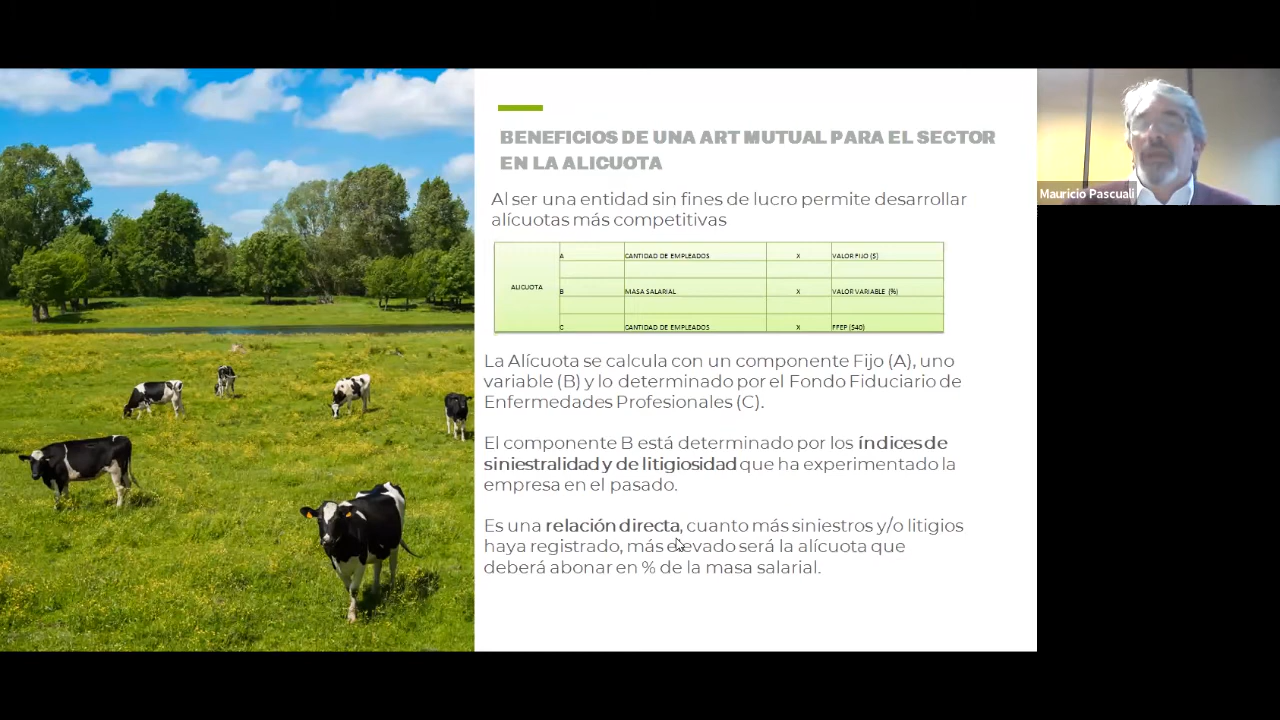 BENEFICIOS DE UNA ART MUTUAL PARA EL SECTOR
EN LA ALICUOTA
Al ser una entidad sin fines de lucro permite desarrollar
alícuotas más competitivas
A CANTIDAD DE EMPLEADOS X VALOR FIJO ($)
ALICUOTA
B MASA SALARIAL X VALOR VARIABLE (%)
C CANTIDAD DE EMPLEADOS X FFEP ($40)
La Alícuota se calcula con un componente Fijo (A), uno
variable (B) y lo determinado por el Fondo Fiduciario de
Enfermedades Profesionales (C).
El componente B está determinado por los índices de
siniestralidad y de litigiosidad que ha experimentado la
empresa en el pasado.
Es una relación directa, cuanto más siniestros y/o litigios
haya registrado, más elevado será la alícuota que
deberá abonar en % de la masa salarial.
Mauricio Pascuali